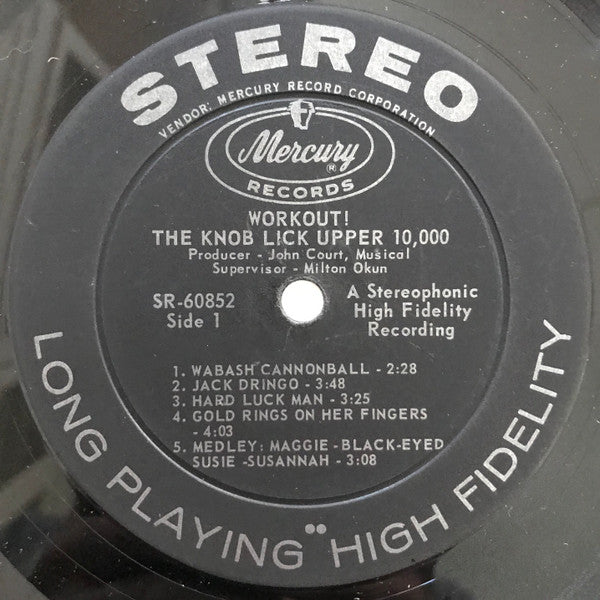 STEREO
VENDOR: MERCURY RECORD CORPORATION
Mercury ®
RECORDS
WORKOUT!
THE KNOB LICK UPPER 10,000
Producer - John Court, Musical
Supervisor - Milton Okun
SR-60852
Side 1
A Stereophonic
High Fidelity
Recording
1. WABASH CANNONBALL - 2:28
2. JACK DRINGO - 3:48
3. HARD LUCK MAN - 3:25
4. GOLD RINGS ON HER FINGERS
- 4:03
5. MEDLEY: MAGGIE -BLACK-EYED
SUSIE -SUSANNAH - 3:08
LONG PLAYING "HIGH FIDELITY